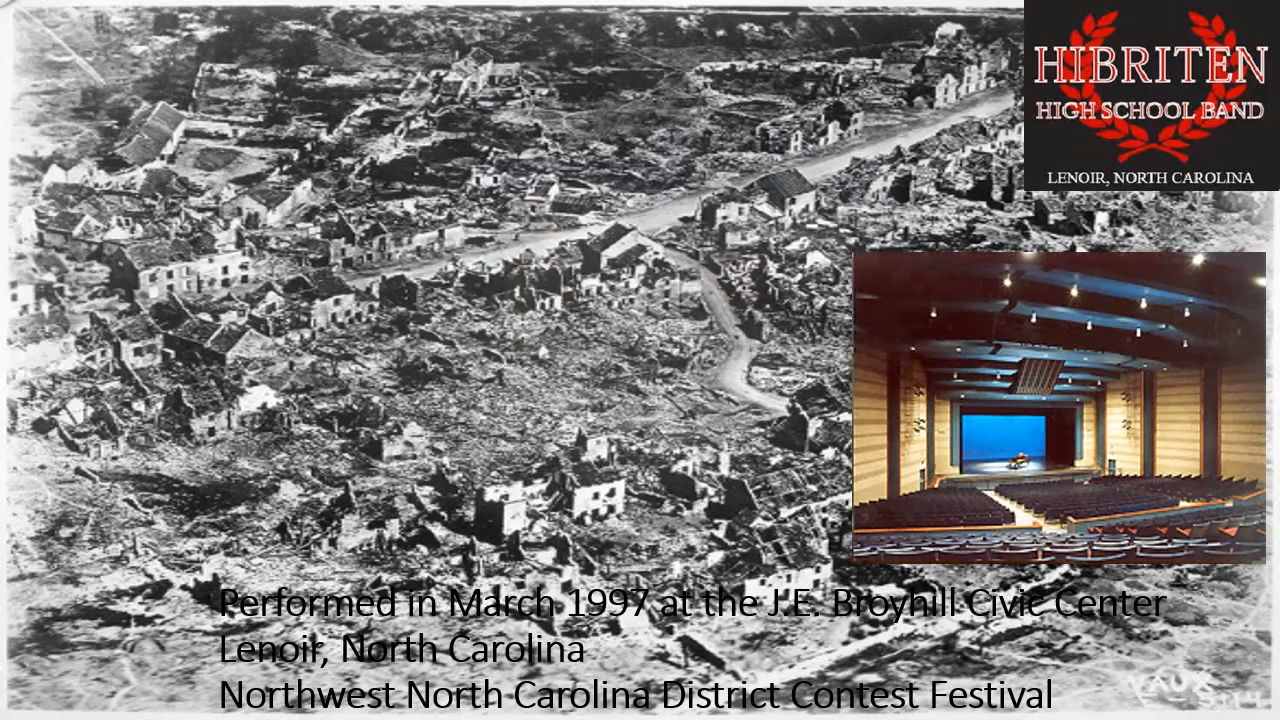 HIBRITEN
HIGH SCHOOL BAND
LENOIR, NORTH CAROLINA
Performed in March 1997 at the J.E. Broyhill Civic Center
Lenoir, North Carolina
Northwest North Carolina District Contest Festival
VAUX